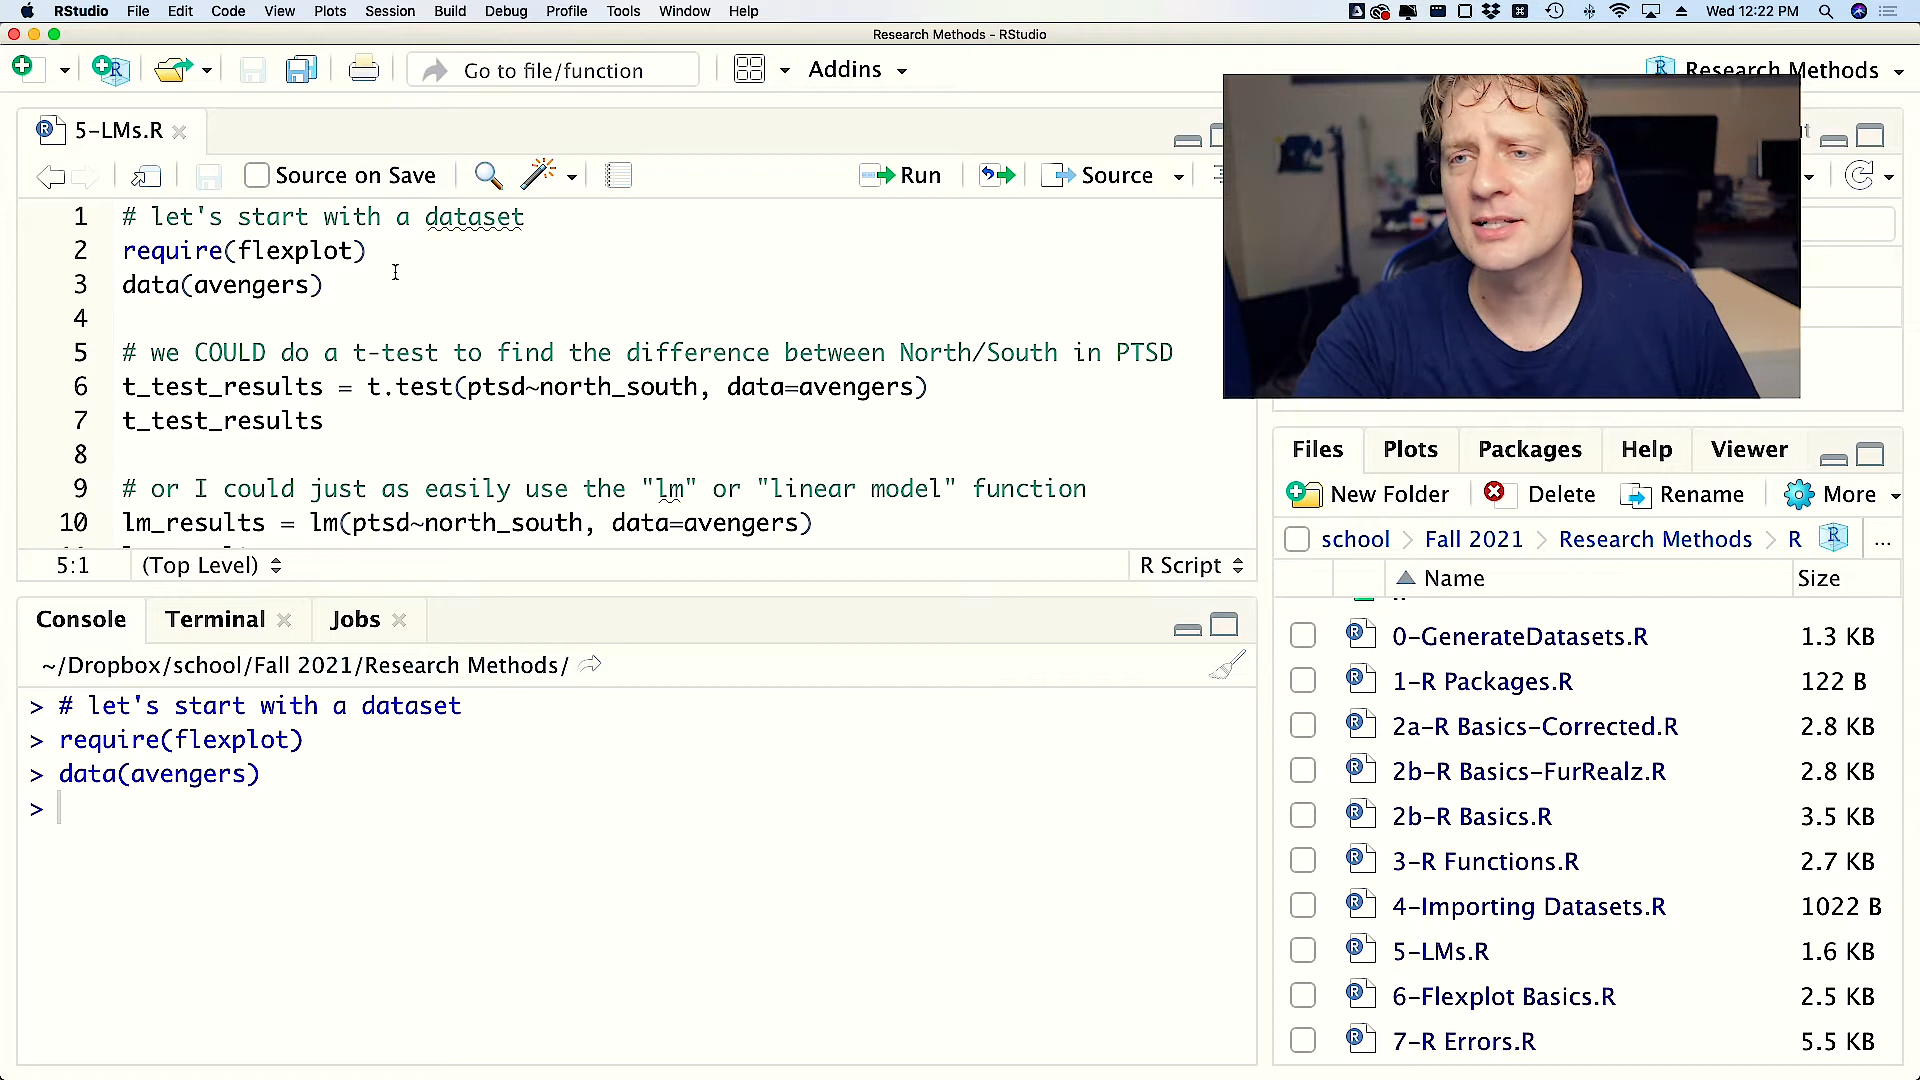 RStudio File Edit Code View Plots Session Build Debug Profile Tools Window Help Wed 12:22 PM
Research Methods - RStudio
Go to file/function Addins Research Methods
5-LMs.R
Source on Save Run Source
1 # let's start with a dataset
2 require(flexplot)
3 data(avengers)
4
5 # we COULD do a t-test to find the difference between North/South in PTSD
6 t_test_results = t.test(ptsd~north_south, data=avengers)
7 t_test_results
8
9 # or I could just as easily use the "lm" or "linear model" function
10 lm_results = lm(ptsd~north_south, data=avengers)
5:1 (Top Level) R Script
Console Terminal Jobs
~/Dropbox/school/Fall 2021/Research Methods/
> # let's start with a dataset
> require(flexplot)
> data(avengers)
>
Files Plots Packages Help Viewer
New Folder Delete Rename More
school > Fall 2021 > Research Methods > R ...
Name Size
0-GenerateDatasets.R 1.3 KB
1-R Packages.R 122 B
2a-R Basics-Corrected.R 2.8 KB
2b-R Basics-FurRealz.R 2.8 KB
2b-R Basics.R 3.5 KB
3-R Functions.R 2.7 KB
4-Importing Datasets.R 1022 B
5-LMs.R 1.6 KB
6-Flexplot Basics.R 2.5 KB
7-R Errors.R 5.5 KB